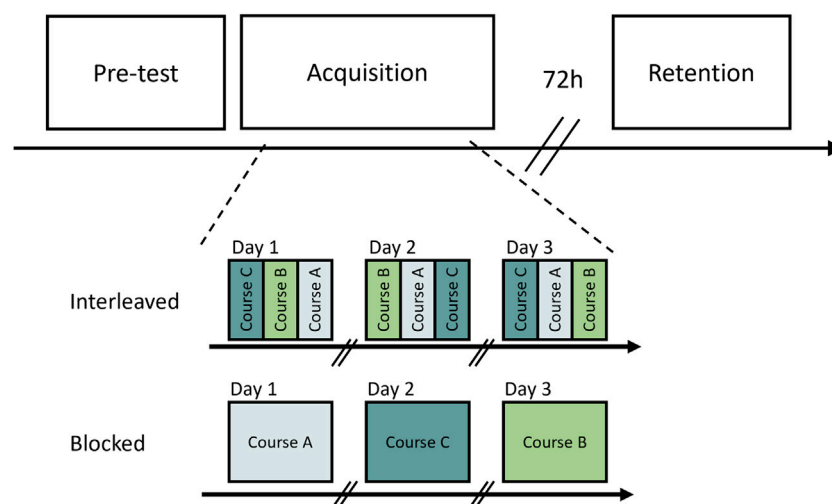 Pre-test
Acquisition
72h
Retention
Interleaved
Day 1
Course C
Course B
Course A
Day 2
Course B
Course A
Course C
Day 3
Course C
Course A
Course B
Blocked
Day 1
Course A
Day 2
Course C
Day 3
Course B